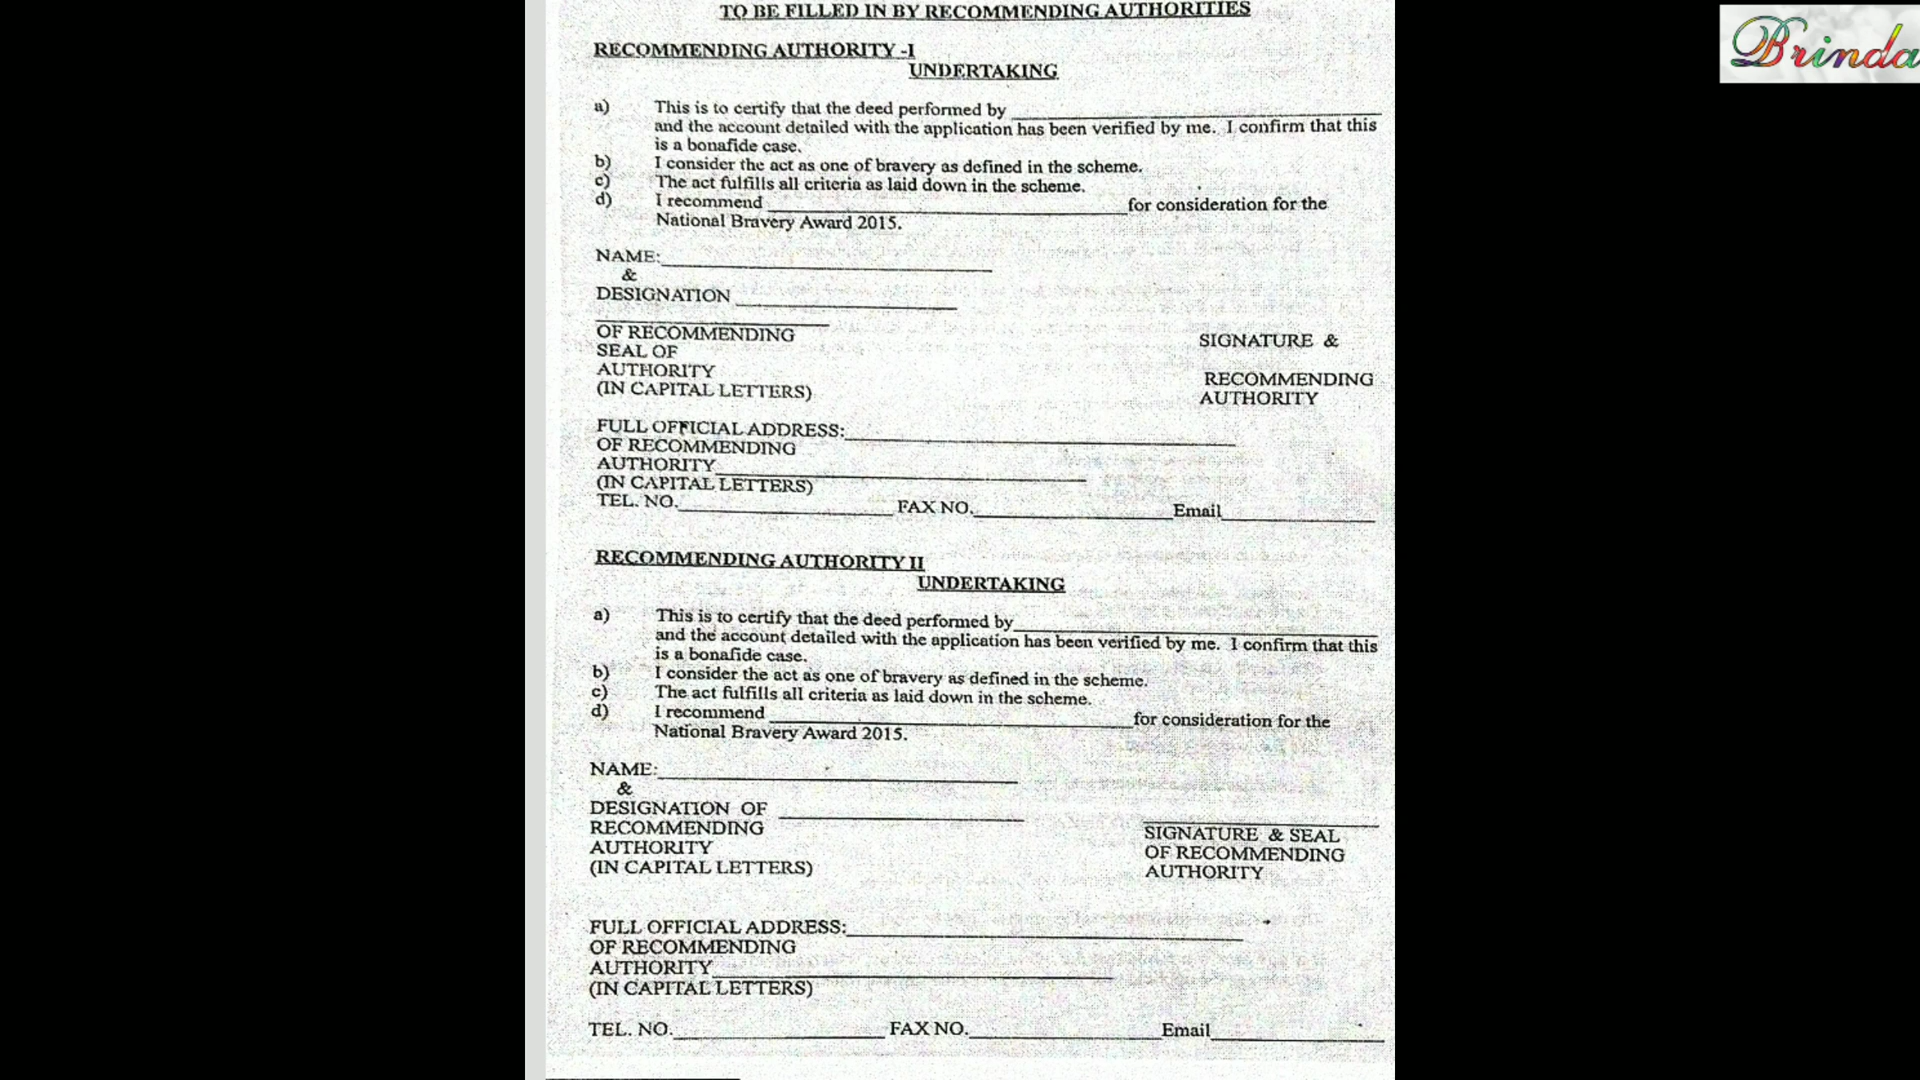 TO BE FILLED IN BY RECOMMENDING AUTHORITIES
Brinda
RECOMMENDING AUTHORITY -I
UNDERTAKING
a) This is to certify that the deed performed by
and the account detailed with the application has been verified by me. I confirm that this
is a bonafide case.
b) I consider the act as one of bravery as defined in the scheme.
c) The act fulfills all criteria as laid down in the scheme.
d) I recommend for consideration for the
National Bravery Award 2015.
NAME:
&
DESIGNATION
OF RECOMMENDING
SEAL OF
AUTHORITY
(IN CAPITAL LETTERS)
SIGNATURE &
RECOMMENDING
AUTHORITY
FULL OFFICIAL ADDRESS:
OF RECOMMENDING
AUTHORITY
(IN CAPITAL LETTERS)
TEL. NO. FAX NO. Email
RECOMMENDING AUTHORITY II
UNDERTAKING
a) This is to certify that the deed performed by
and the account detailed with the application has been verified by me. I confirm that this
is a bonafide case.
b) I consider the act as one of bravery as defined in the scheme.
c) The act fulfills all criteria as laid down in the scheme.
d) I recommend for consideration for the
National Bravery Award 2015.
NAME:
&
DESIGNATION OF
RECOMMENDING
AUTHORITY
(IN CAPITAL LETTERS)
SIGNATURE & SEAL
OF RECOMMENDING
AUTHORITY
FULL OFFICIAL ADDRESS:
OF RECOMMENDING
AUTHORITY
(IN CAPITAL LETTERS)
TEL. NO. FAX NO. Email